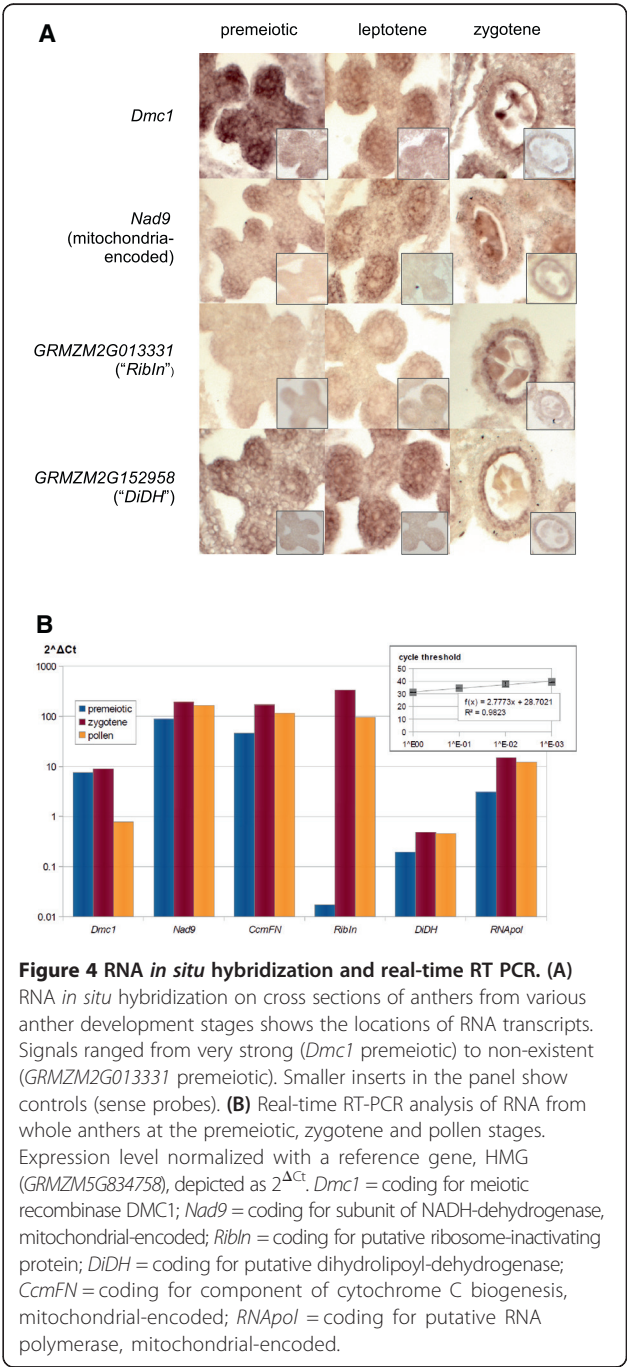 A
premeiotic leptotene zygotene
Dmc1
Nad9
(mitochondria-
encoded)
GRMZM2G013331
("RibIn")
GRMZM2G152958
("DiDH")
B
2^ΔCt
1000
100
10
1
0.1
0.01
premeiotic
zygotene
pollen
cycle threshold
50
40
30
20
10
0
f(x) = 2.7773x + 28.7021
R² = 0.9823
1^E00 1^E-01 1^E-02 1^E-03
Dmc1 Nad9 CcmFN RibIn DiDH RNApol
Figure 4 RNA in situ hybridization and real-time RT PCR. (A)
RNA in situ hybridization on cross sections of anthers from various
anther development stages shows the locations of RNA transcripts.
Signals ranged from very strong (Dmc1 premeiotic) to non-existent
(GRMZM2G013331 premeiotic). Smaller inserts in the panel show
controls (sense probes). (B) Real-time RT-PCR analysis of RNA from
whole anthers at the premeiotic, zygotene and pollen stages.
Expression level normalized with a reference gene, HMG
(GRMZM5G834758), depicted as 2^ΔCt. Dmc1 = coding for meiotic
recombinase DMC1; Nad9 = coding for subunit of NADH-dehydrogenase,
mitochondrial-encoded; RibIn = coding for putative ribosome-inactivating
protein; DiDH = coding for putative dihydrolipoyl-dehydrogenase;
CcmFN = coding for component of cytochrome C biogenesis,
mitochondrial-encoded; RNApol = coding for putative RNA
polymerase, mitochondrial-encoded.